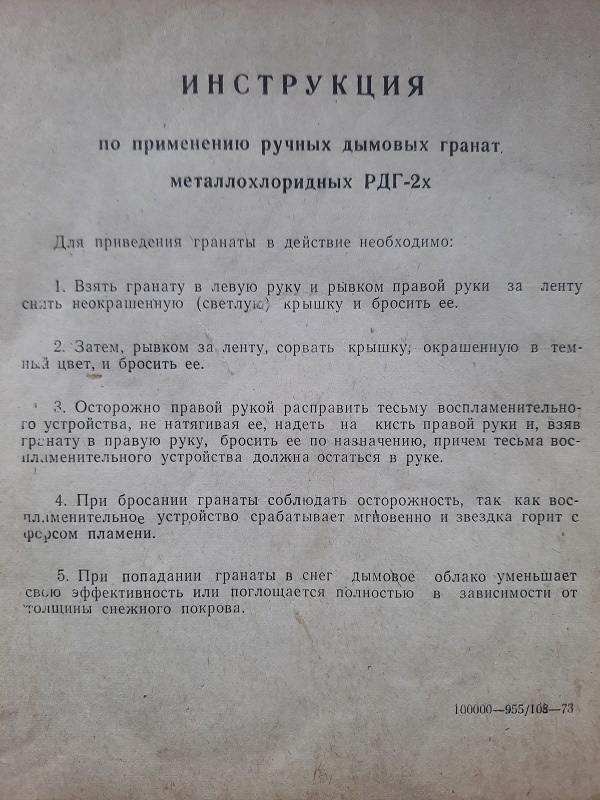 ИНСТРУКЦИЯ
по применению ручных дымовых гранат
металлохлоридных РДГ-2х
Для приведения гранаты в действие необходимо:
1. Взять гранату в левую руку и рывком правой руки за ленту
снять неокрашенную (светлую) крышку и бросить ее.
2. Затем, рывком за ленту, сорвать крышку, окрашенную в тем-
ный цвет, и бросить ее.
3. Осторожно правой рукой расправить тесьму воспламенительно-
го устройства, не натягивая ее, надеть на кисть правой руки и, взяв
гранату в правую руку, бросить ее по назначению, причем тесьма вос-
пламенительного устройства должна остаться в руке.
4. При бросании гранаты соблюдать осторожность, так как вос-
пламенительное устройство срабатывает мгновенно и звездка горит с
форсом пламени.
5. При попадании гранаты в снег дымовое облако уменьшает
свою эффективность или поглощается полностью в зависимости от
толщины снежного покрова.
100000—955/108—73